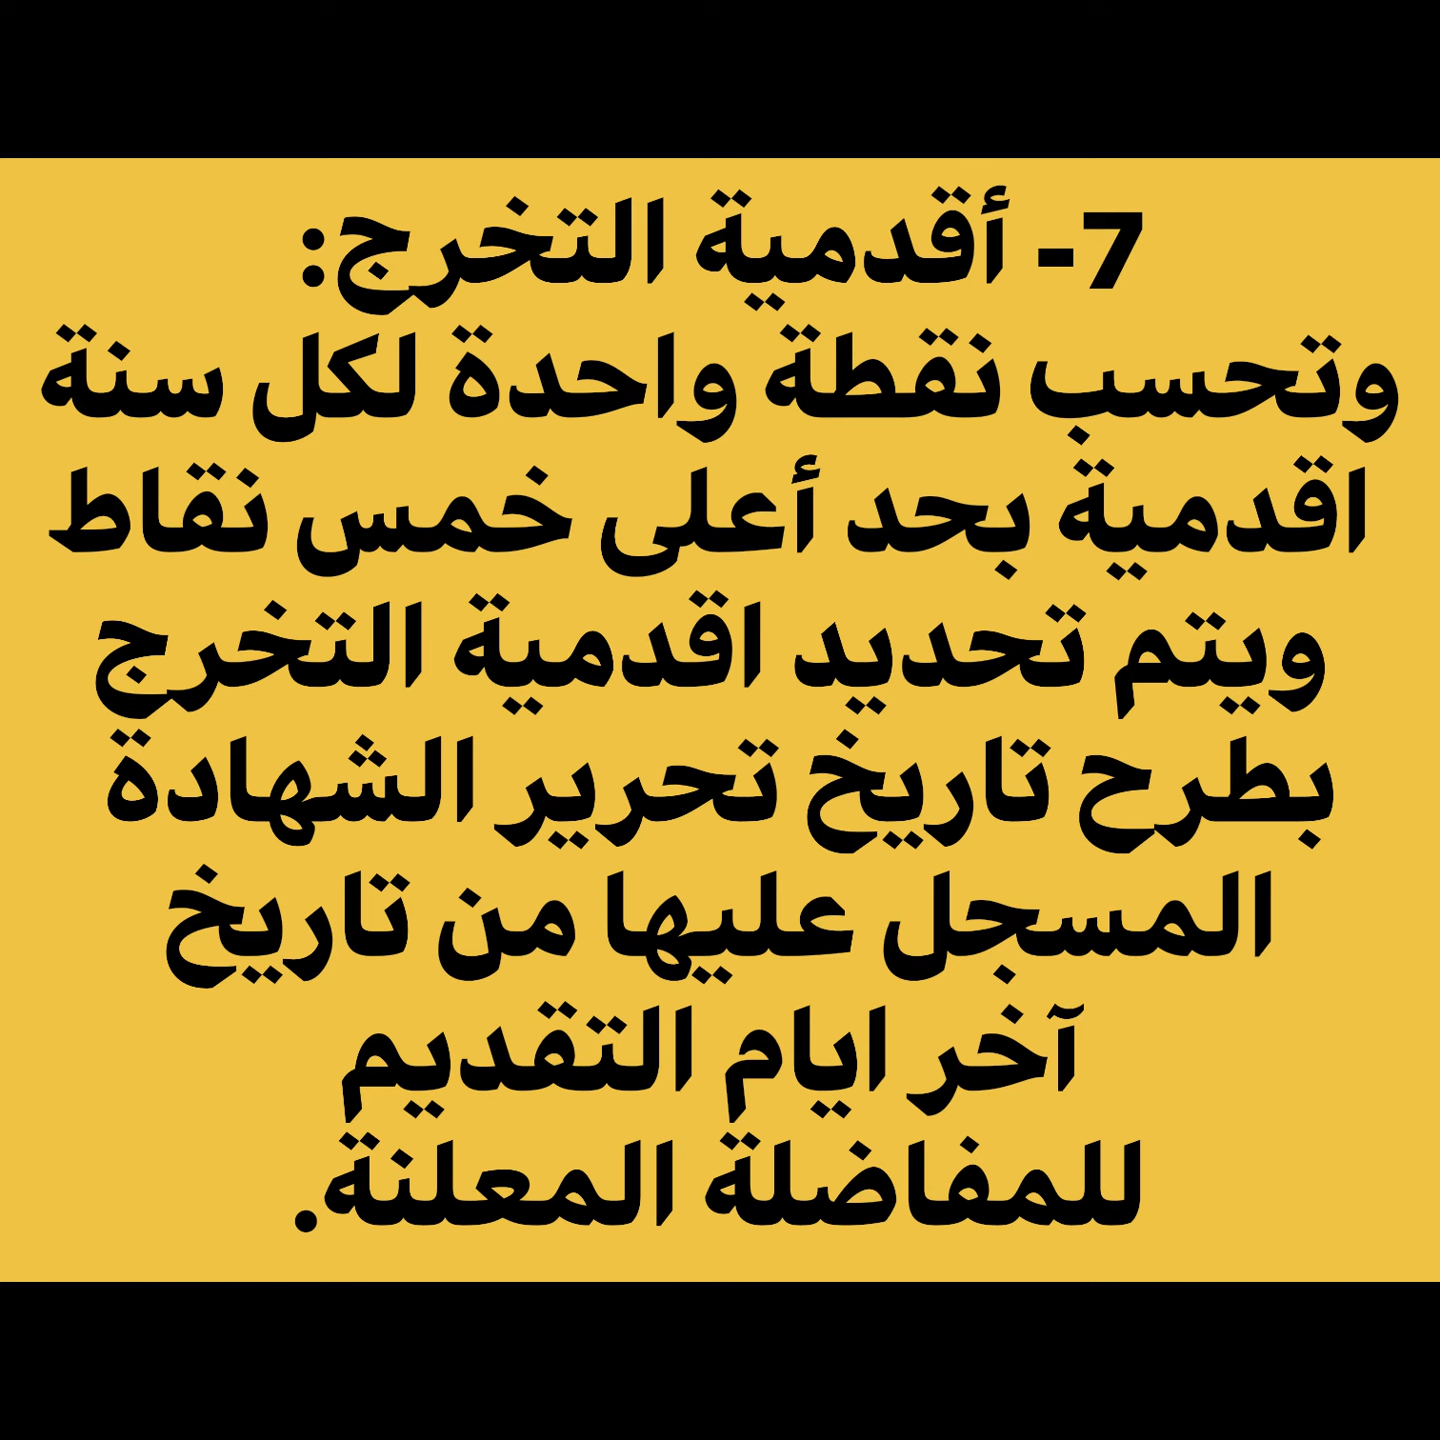 7- أقدمية التخرج:
وتحسب نقطة واحدة لكل سنة
اقدمية بحد أعلى خمس نقاط
ويتم تحديد اقدمية التخرج
بطرح تاريخ تحرير الشهادة
المسجل عليها من تاريخ
آخر ايام التقديم
للمفاضلة المعلنة.